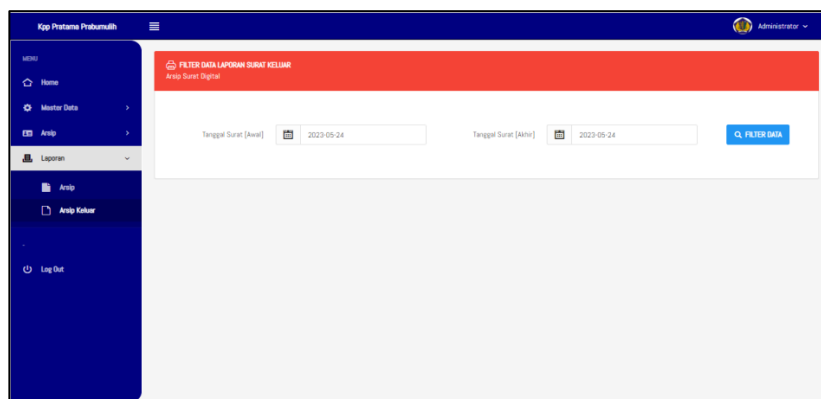 Kpp Pratama Prabumulih
Administrator
MENU
Home
Master Data
Arsip
Laporan
Arsip
Arsip Keluar
Log Out
FILTER DATA LAPORAN SURAT KELUAR
Arsip Surat Digital
Tanggal Surat [Awal] 2023-05-24 Tanggal Surat [Akhir] 2023-05-24 FILTER DATA